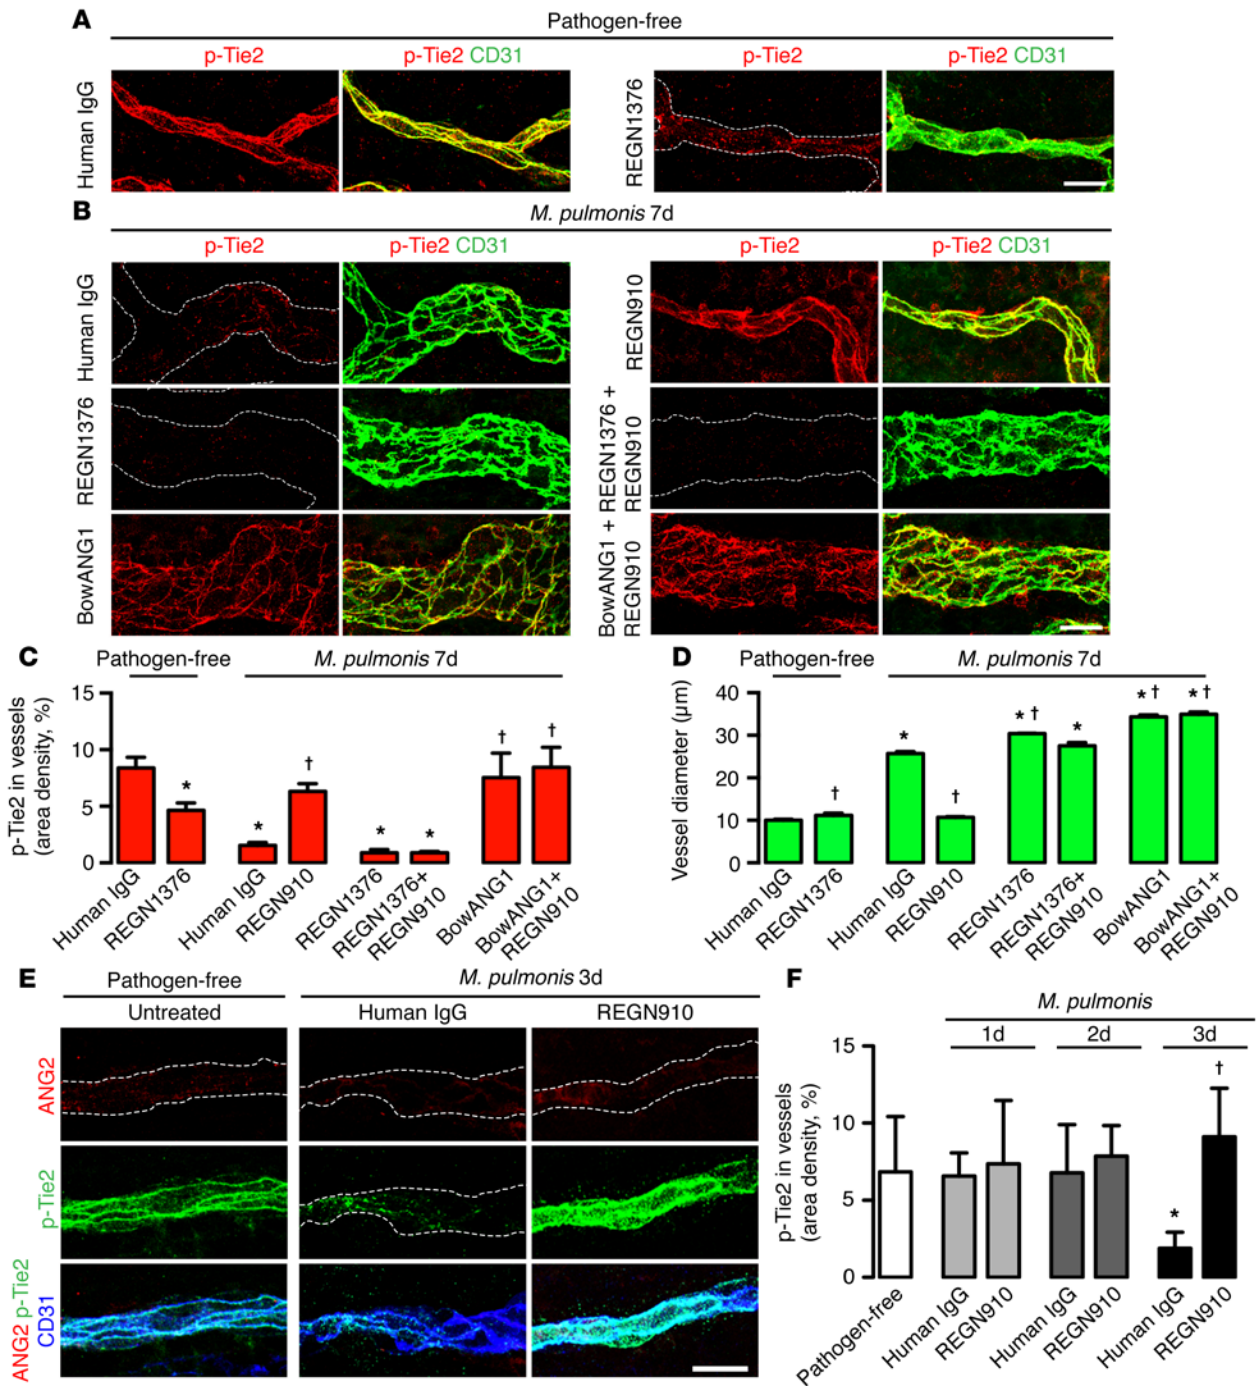 A
Pathogen-free
p-Tie2
p-Tie2 CD31
p-Tie2
p-Tie2 CD31
Human IgG
REGN1376
B
M. pulmonis 7d
p-Tie2
p-Tie2 CD31
p-Tie2
p-Tie2 CD31
Human IgG
REGN910
REGN1376
REGN1376 +
REGN910
BowANG1
BowANG1 +
REGN910
C
Pathogen-free
M. pulmonis 7d
p-Tie2 in vessels
(area density, %)
15
10
5
0
*
*
†
*
*
†
†
Human IgG
REGN1376
Human IgG
REGN910
REGN1376
REGN1376+
REGN910
BowANG1
BowANG1+
REGN910
D
Pathogen-free
M. pulmonis 7d
Vessel diameter (µm)
40
30
20
10
0
†
*
†
* †
*
* †
* †
Human IgG
REGN1376
Human IgG
REGN910
REGN1376
REGN1376+
REGN910
BowANG1
BowANG1+
REGN910
E
Pathogen-free
M. pulmonis 3d
Untreated
Human IgG
REGN910
ANG2
p-Tie2
ANG2 p-Tie2
CD31
F
M. pulmonis
1d
2d
3d
p-Tie2 in vessels
(area density, %)
15
10
5
0
*
†
Pathogen-free
Human IgG
REGN910
Human IgG
REGN910
Human IgG
REGN910